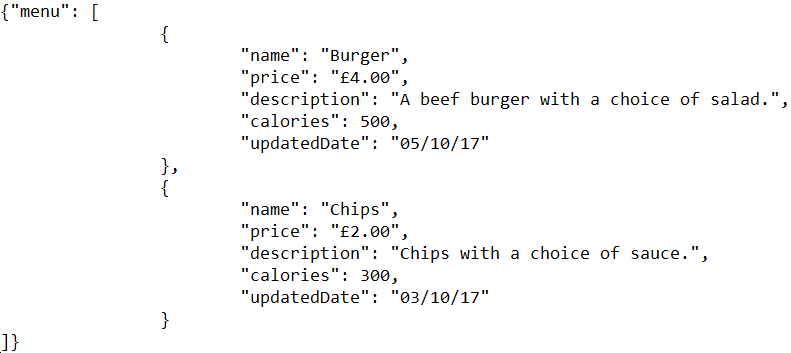 {"menu": [
{
"name": "Burger",
"price": "£4.00",
"description": "A beef burger with a choice of salad.",
"calories": 500,
"updatedDate": "05/10/17"
},
{
"name": "Chips",
"price": "£2.00",
"description": "Chips with a choice of sauce.",
"calories": 300,
"updatedDate": "03/10/17"
}
]}